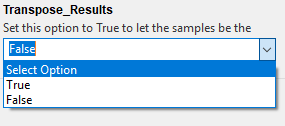 Transpose_Results
Set this option to True to let the samples be the
False
Select Option
True
False